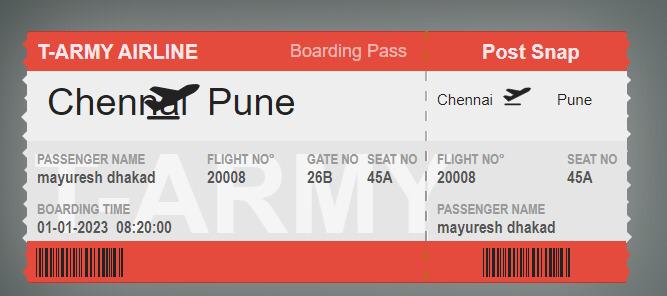 T-ARMY AIRLINE Boarding Pass
Chennai Pune
PASSENGER NAME FLIGHT NO° GATE NO SEAT NO
mayuresh dhakad 20008 26B 45A
BOARDING TIME
01-01-2023 08:20:00
T-ARMY
Post Snap
Chennai Pune
FLIGHT NO° SEAT NO
20008 45A
PASSENGER NAME
mayuresh dhakad